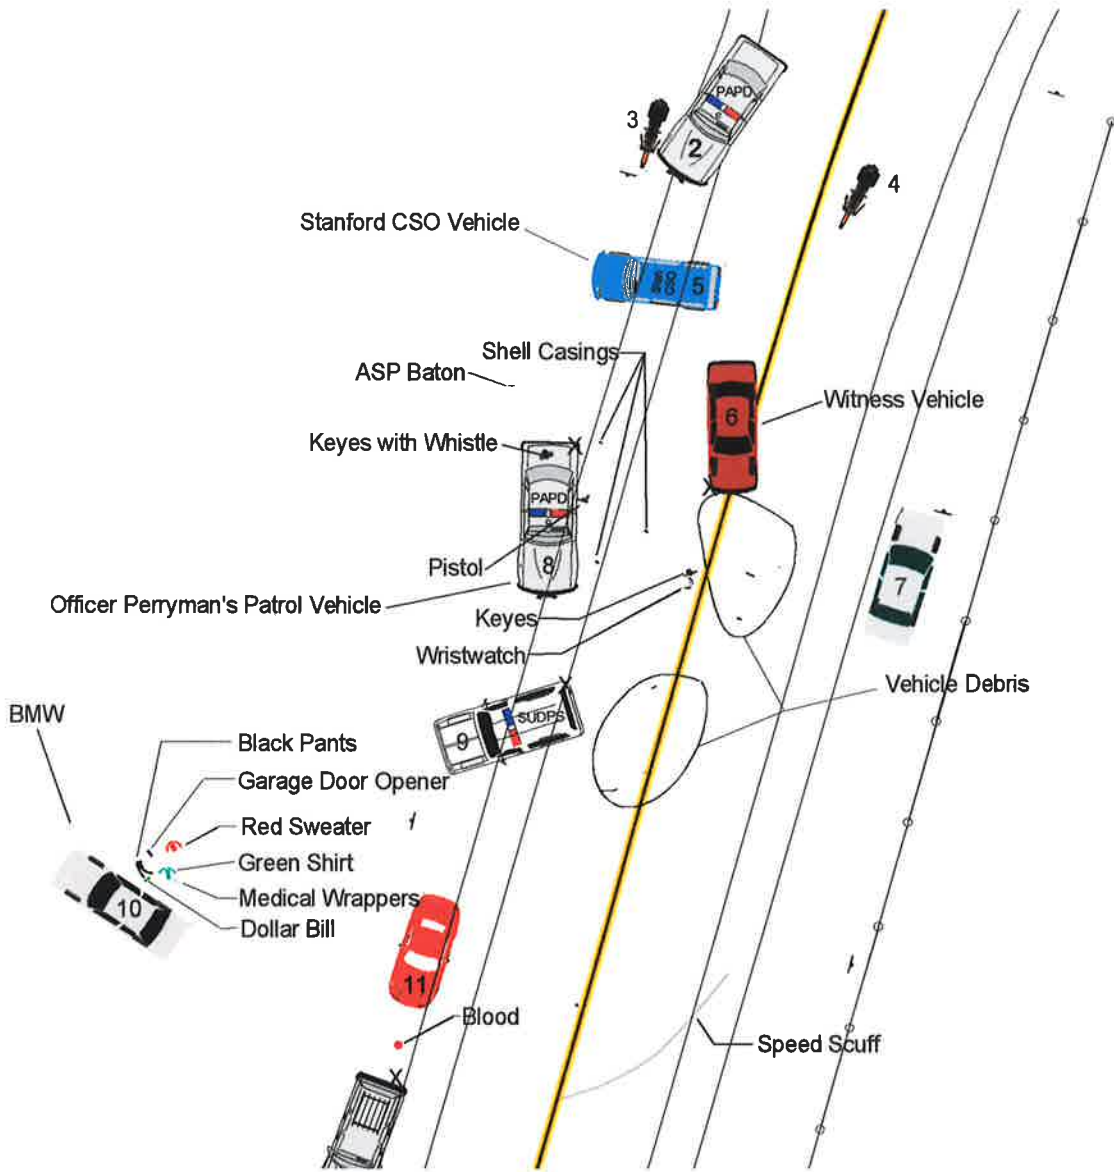 PAPD
2
3
4
Stanford CSO Vehicle
Stan
CSO
5
Shell Casings
ASP Baton
6
Witness Vehicle
Keyes with Whistle
PAPD
8
Pistol
7
Officer Perryman's Patrol Vehicle
Keyes
Wristwatch
Vehicle Debris
SUDPS
9
BMW
Black Pants
Garage Door Opener
Red Sweater
Green Shirt
Medical Wrappers
Dollar Bill
10
11
Blood
Speed Scuff